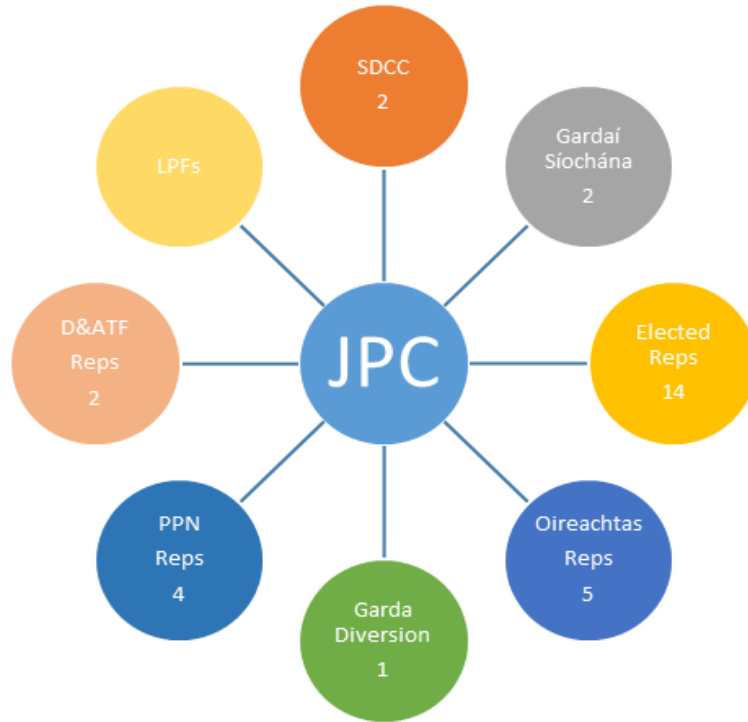 SDCC
2
Gardaí
Síochána
2
Elected
Reps
14
Oireachtas
Reps
5
Garda
Diversion
1
PPN
Reps
4
D&ATF
Reps
2
LPFs
JPC